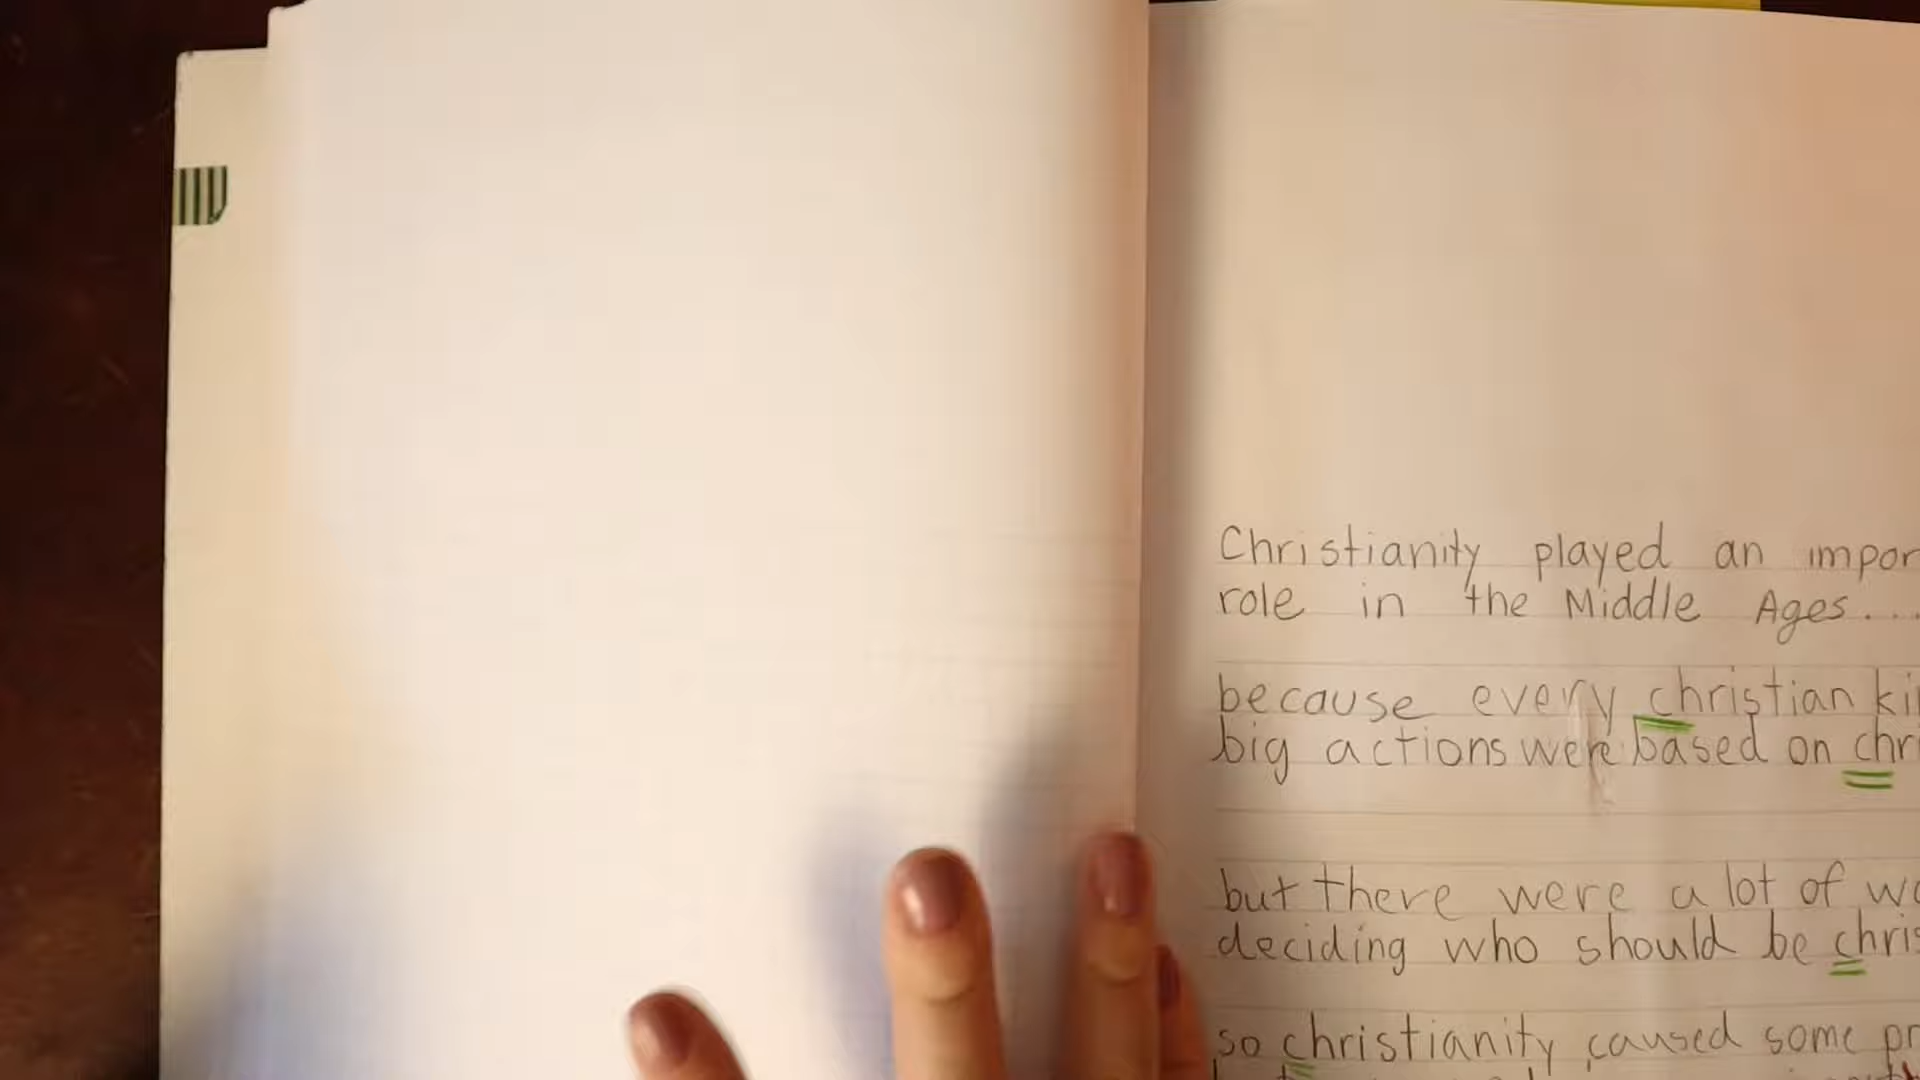 Christianity played an impor
role in the Middle Ages...
because every christian ki
big actions were based on chr
but there were a lot of
deciding who should be chris
so christianity caused some pr